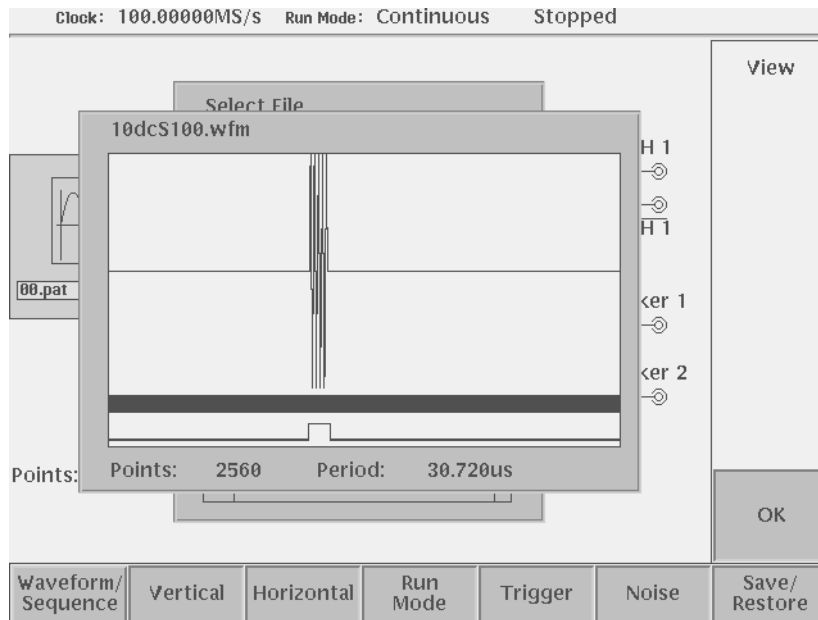 Clock: 100.00000MS/s Run Mode: Continuous Stopped
View
Select File
10dcS100.wfm
H 1
H 1
00.pat
ker 1
ker 2
Points:
Points: 2560 Period: 30.720us
OK
Waveform/
Sequence
Vertical
Horizontal
Run
Mode
Trigger
Noise
Save/
Restore